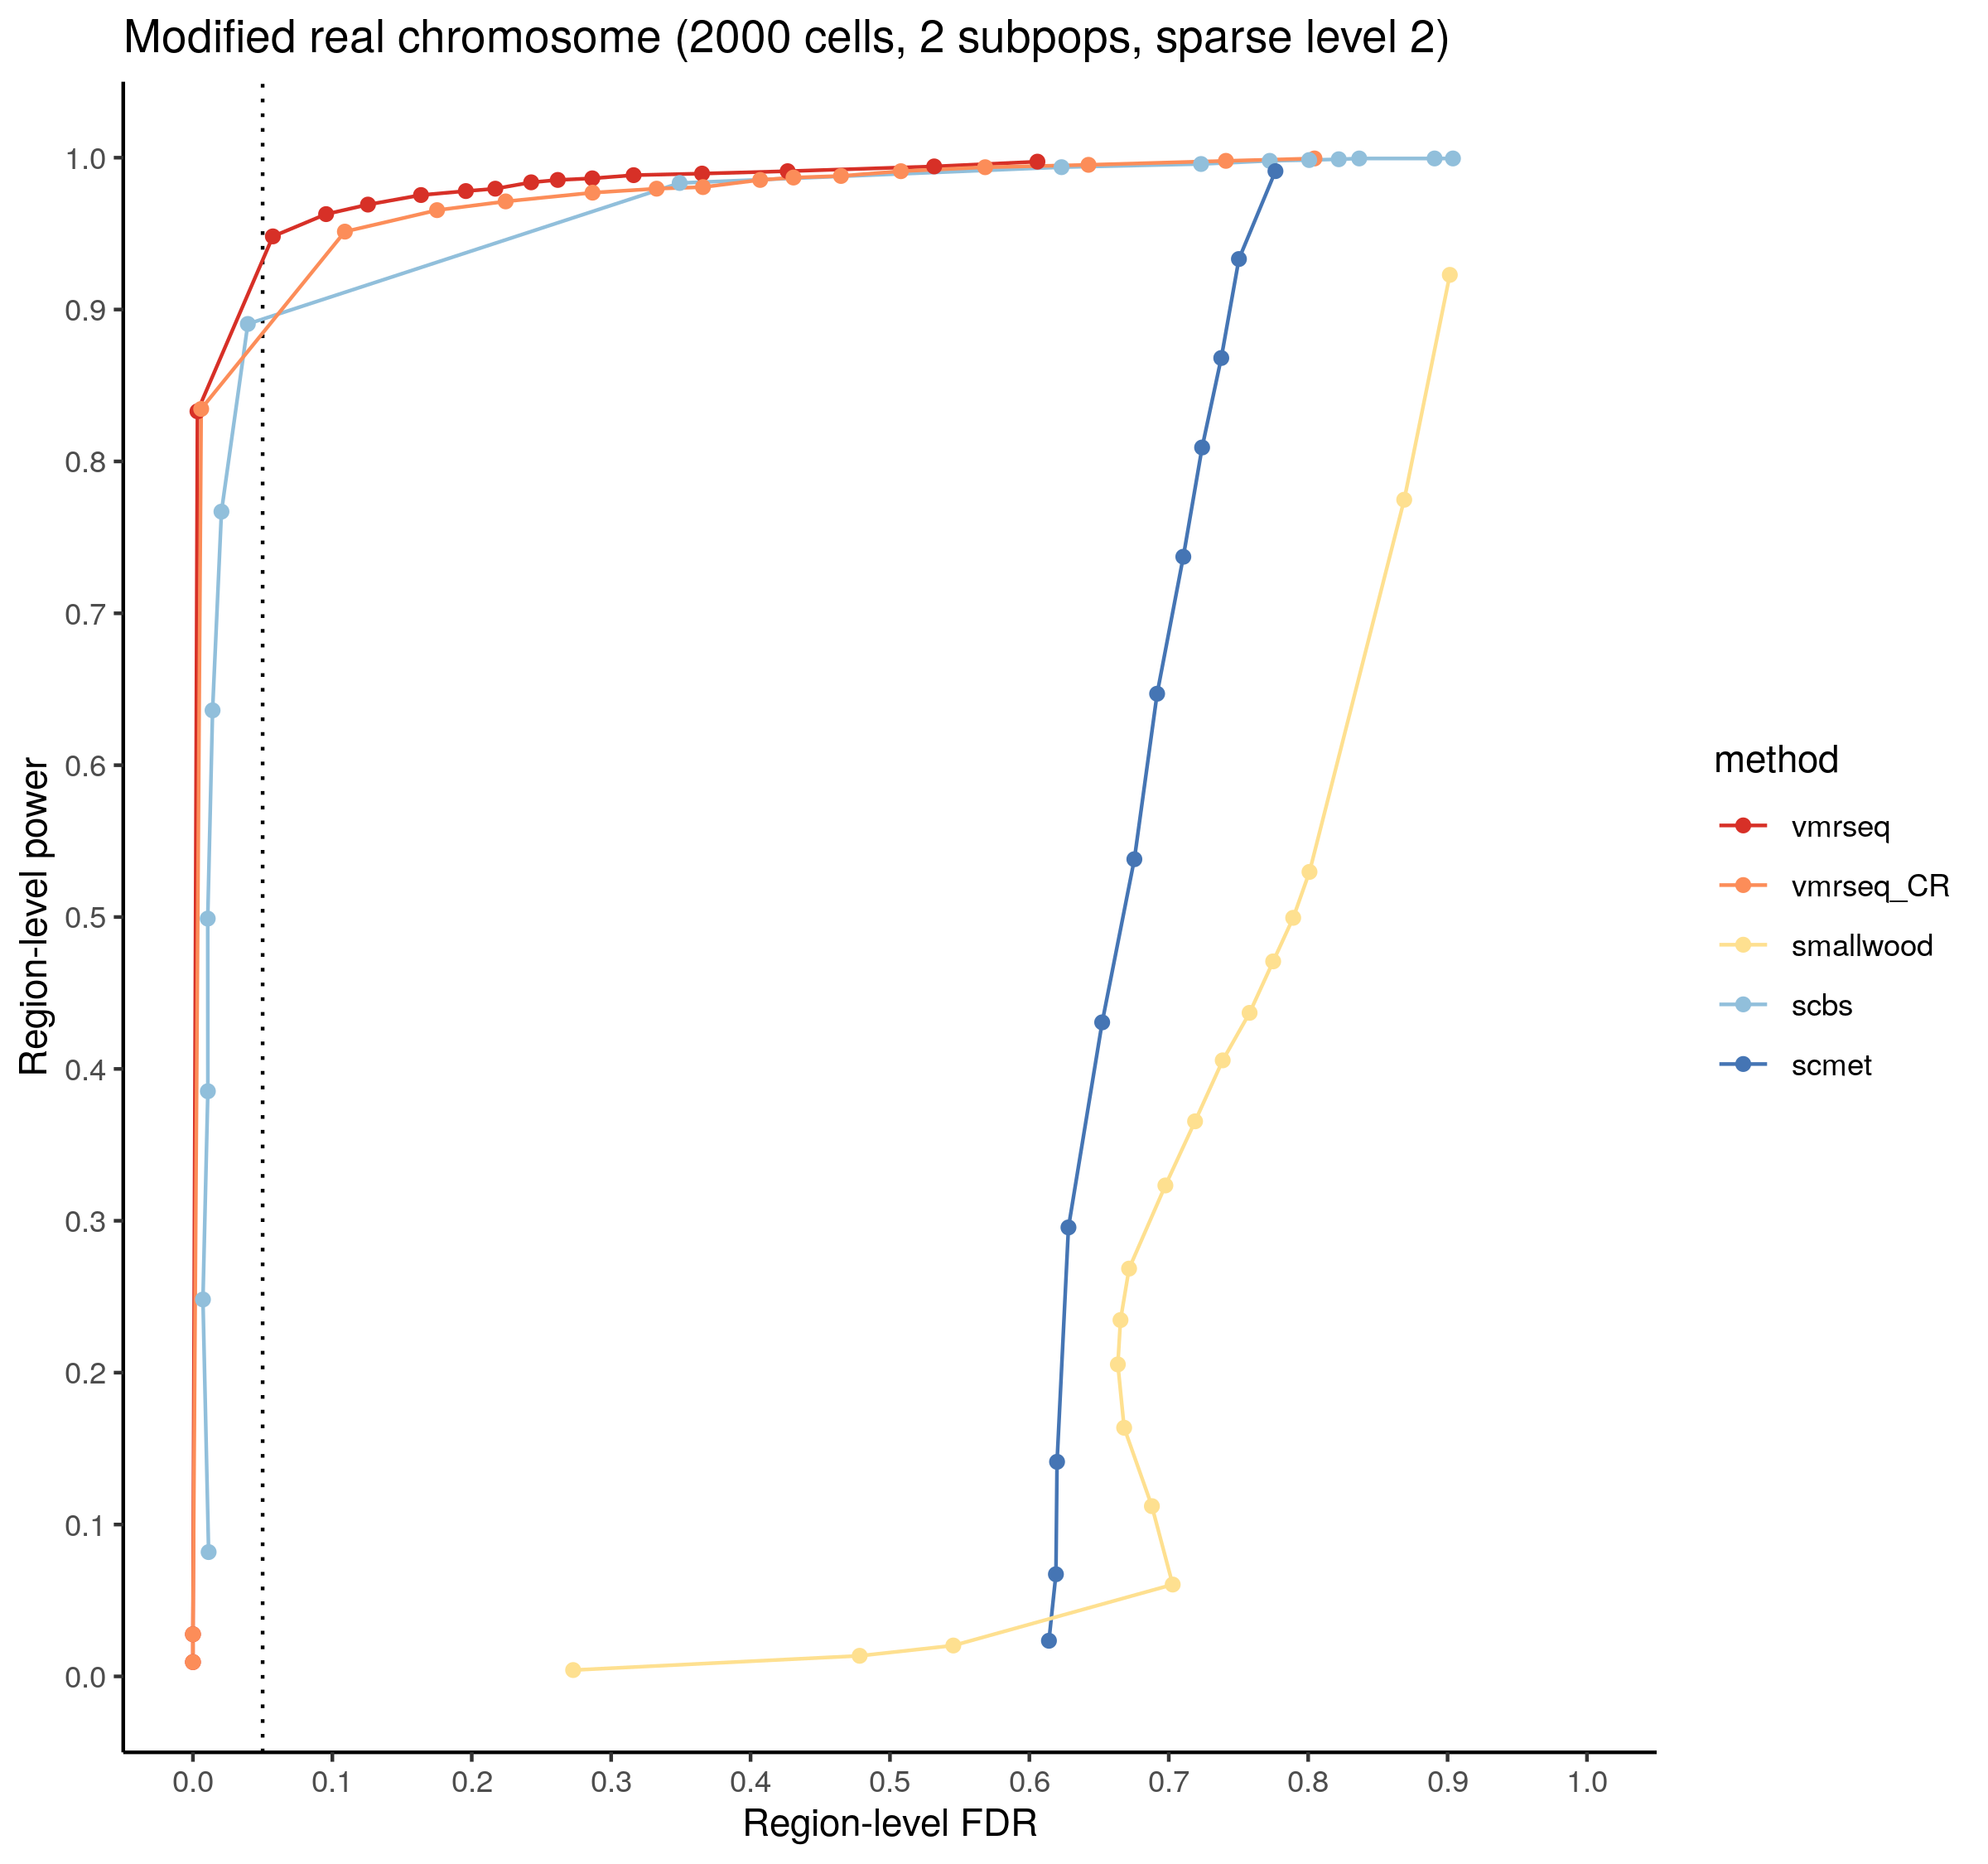 Modified real chromosome (2000 cells, 2 subpops, sparse level 2)
Region-level power
1.0
0.9
0.8
0.7
0.6
0.5
0.4
0.3
0.2
0.1
0.0
0.0 0.1 0.2 0.3 0.4 0.5 0.6 0.7 0.8 0.9 1.0
Region-level FDR
method
vmrseq
vmrseq_CR
smallwood
scbs
scmet